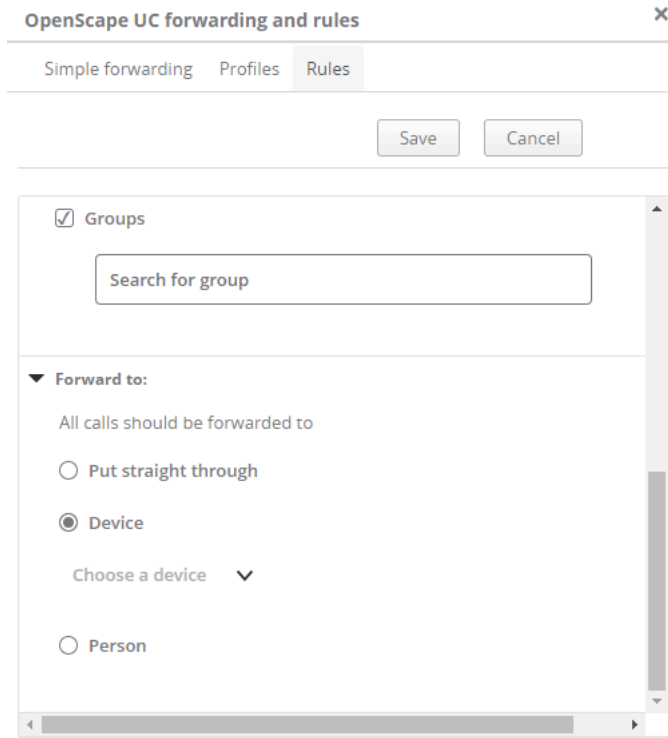 OpenScape UC forwarding and rules
Simple forwarding Profiles Rules
Save Cancel
Groups
Search for group
Forward to:
All calls should be forwarded to
Put straight through
Device
Choose a device
Person